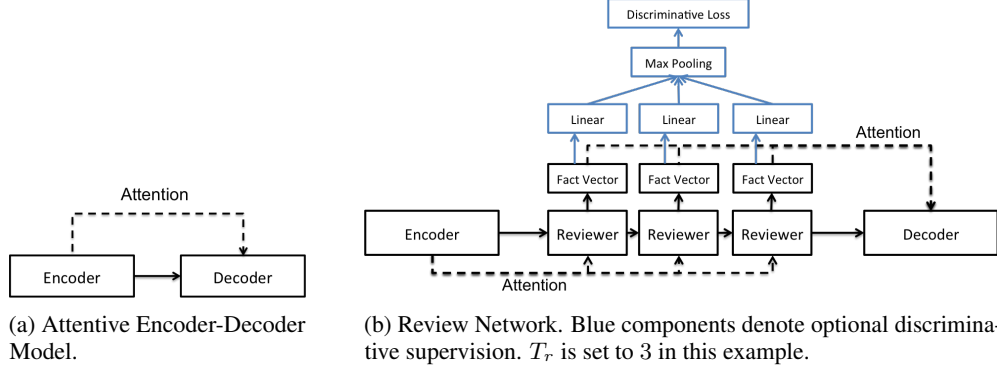 Discriminative Loss
Max Pooling
Linear
Linear
Linear
Attention
Fact Vector
Fact Vector
Fact Vector
Attention
Encoder
Reviewer
Reviewer
Reviewer
Decoder
Encoder
Decoder
Attention
(a) Attentive Encoder-Decoder
Model.
(b) Review Network. Blue components denote optional discrimina-
tive supervision. Tr is set to 3 in this example.